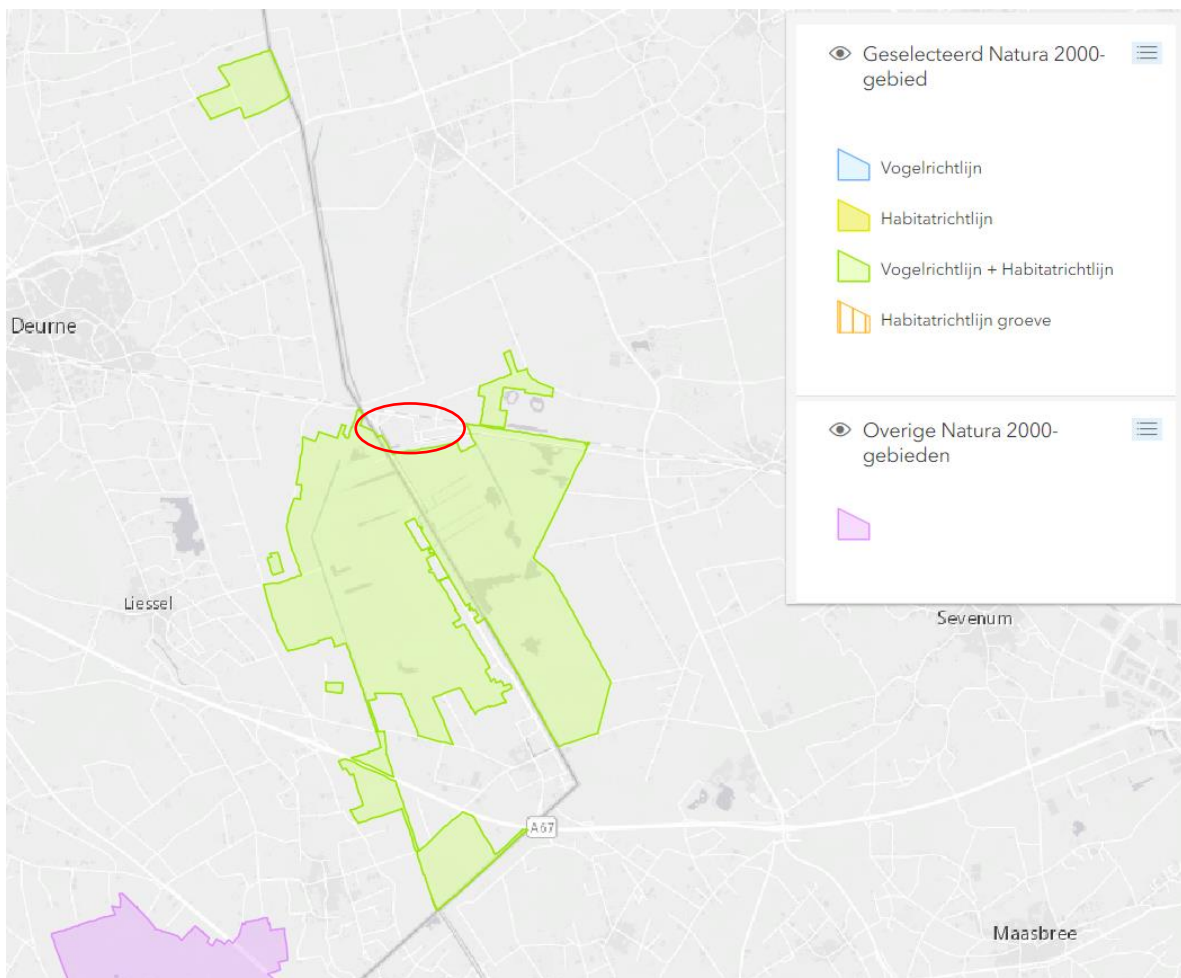 Geselecteerd Natura 2000-
gebied
Vogelrichtlijn
Habitatrichtlijn
Vogelrichtlijn + Habitatrichtlijn
Habitatrichtlijn groeve
Overige Natura 2000-
gebieden
Deurne
Liessel
Sevenum
A67
Maasbree